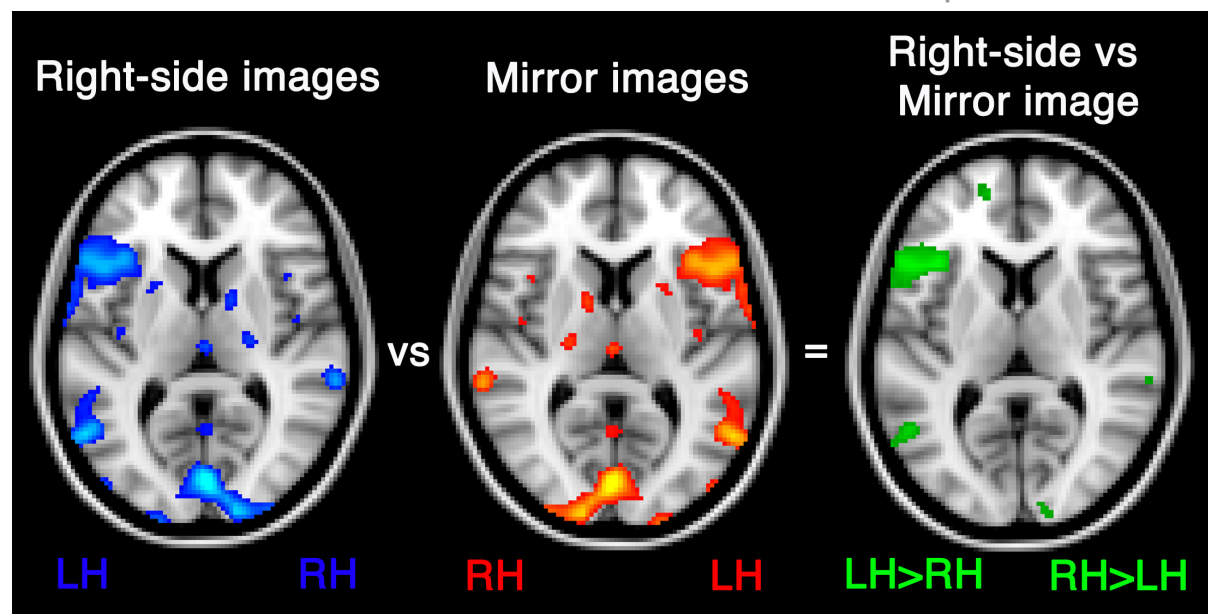 Right-side images
Mirror images
Right-side vs
Mirror image
vs
=
LH
RH
RH
LH
LH>RH
RH>LH